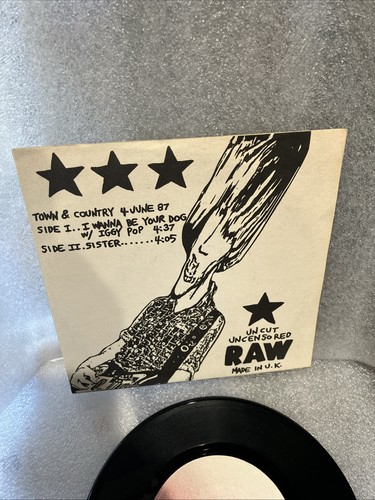 TOWN & COUNTRY 4 JUNE 87
SIDE I..I WANNA BE YOUR DOG
W/ IGGY POP 4:37
SIDE II.SISTER.......4:05
UNCUT
UNCENSORED
RAW
MADE IN U.K.